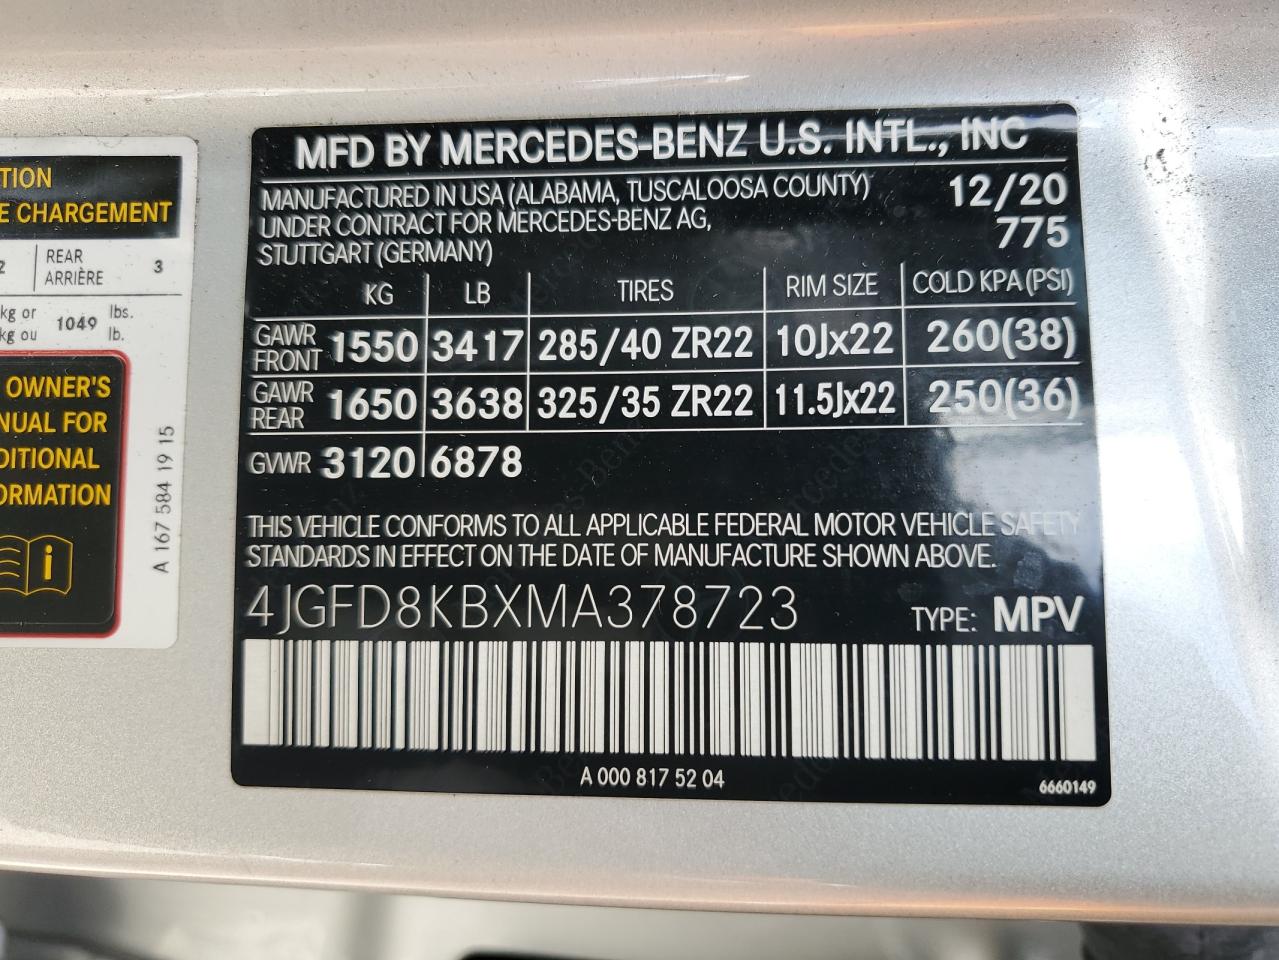 TION
E CHARGEMENT
2 REAR ARRIÈRE 3
kg or
kg ou 1049 lbs.
lb.
OWNER'S
NUAL FOR
DITIONAL
ORMATION
i
A 167 584 19 15
MFD BY MERCEDES-BENZ U.S. INTL., INC
MANUFACTURED IN USA (ALABAMA, TUSCALOOSA COUNTY) 12/20
UNDER CONTRACT FOR MERCEDES-BENZ AG, 775
STUTTGART (GERMANY)
KG LB TIRES RIM SIZE COLD KPA (PSI)
GAWR FRONT 1550 3417 285/40 ZR22 10Jx22 260(38)
GAWR REAR 1650 3638 325/35 ZR22 11.5Jx22 250(36)
GVWR 3120 6878
THIS VEHICLE CONFORMS TO ALL APPLICABLE FEDERAL MOTOR VEHICLE SAFETY
STANDARDS IN EFFECT ON THE DATE OF MANUFACTURE SHOWN ABOVE.
4JGFD8KBXMA378723 TYPE: MPV
A 000 817 52 04
6660149